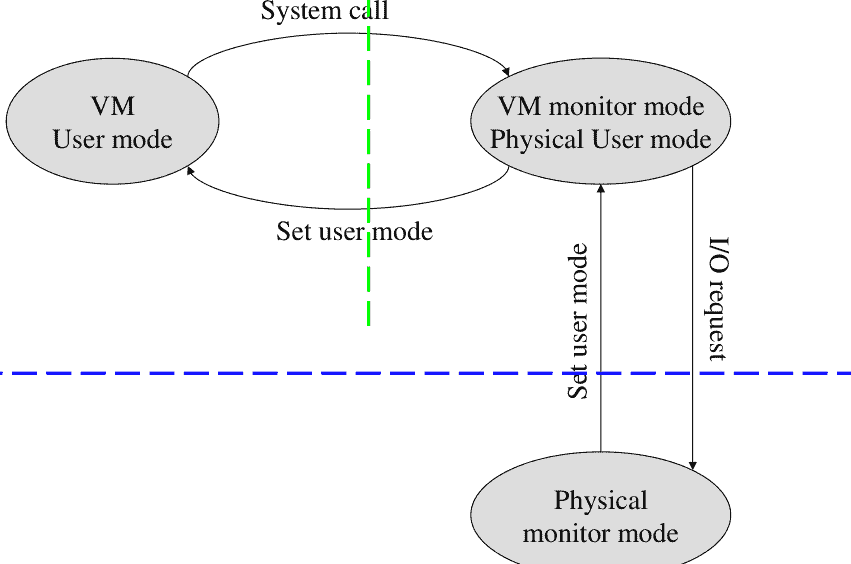 System call
VM
User mode
VM monitor mode
Physical User mode
Set user mode
Set user mode
I/O request
Physical
monitor mode